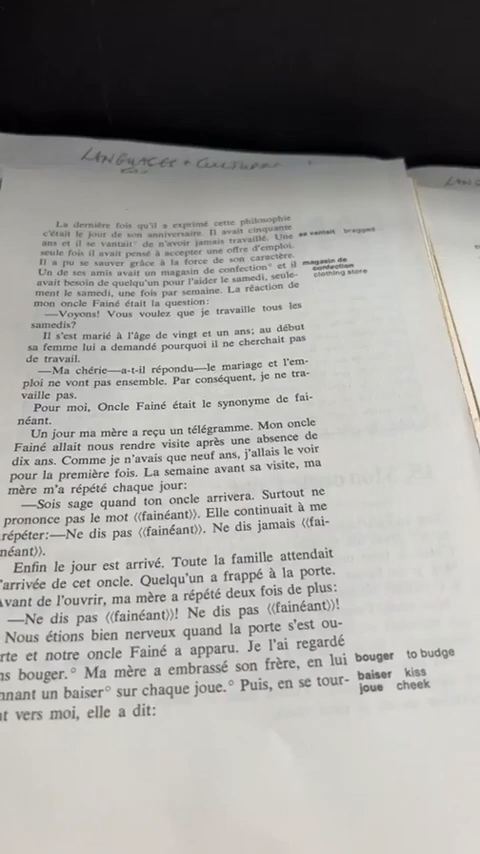 LANGUAGES + CULTURAL
LANG
La dernière fois qu'il a exprimé cette philosophie
c'était le jour de son anniversaire. Il avait cinquante
ans et il se vantait° de n'avoir jamais travaillé. Une
seule fois il avait pensé à accepter une offre d'emploi.
Il a pu se sauver grâce à la force de son caractère.
Un de ses amis avait un magasin de confection° et il
avait besoin de quelqu'un pour l'aider le samedi, seule-
ment le samedi, une fois par semaine. La réaction de
mon oncle Fainé était la question:
—Voyons! Vous voulez que je travaille tous les
samedis?
Il s'est marié à l'âge de vingt et un ans; au début
sa femme lui a demandé pourquoi il ne cherchait pas
de travail.
—Ma chérie—a-t-il répondu—le mariage et l'em-
ploi ne vont pas ensemble. Par conséquent, je ne tra-
vaille pas.
Pour moi, Oncle Fainé était le synonyme de fai-
néant.
Un jour ma mère a reçu un télégramme. Mon oncle
Fainé allait nous rendre visite après une absence de
dix ans. Comme je n'avais que neuf ans, j'allais le voir
pour la première fois. La semaine avant sa visite, ma
mère m'a répété chaque jour:
—Sois sage quand ton oncle arrivera. Surtout ne
prononce pas le mot ⟨⟨fainéant⟩⟩. Elle continuait à me
répéter:—Ne dis pas ⟨⟨fainéant⟩⟩. Ne dis jamais ⟨⟨fai-
néant⟩⟩.
Enfin le jour est arrivé. Toute la famille attendait
'arrivée de cet oncle. Quelqu'un a frappé à la porte.
Avant de l'ouvrir, ma mère a répété deux fois de plus:
—Ne dis pas ⟨⟨fainéant⟩⟩! Ne dis pas ⟨⟨fainéant⟩⟩!
Nous étions bien nerveux quand la porte s'est ou-
rte et notre oncle Fainé a apparu. Je l'ai regardé
ns bouger.° Ma mère a embrassé son frère, en lui
nnant un baiser° sur chaque joue.° Puis, en se tour-
t vers moi, elle a dit:
se vantait bragged
magasin de
confection
clothing store
bouger to budge
baiser kiss
joue cheek